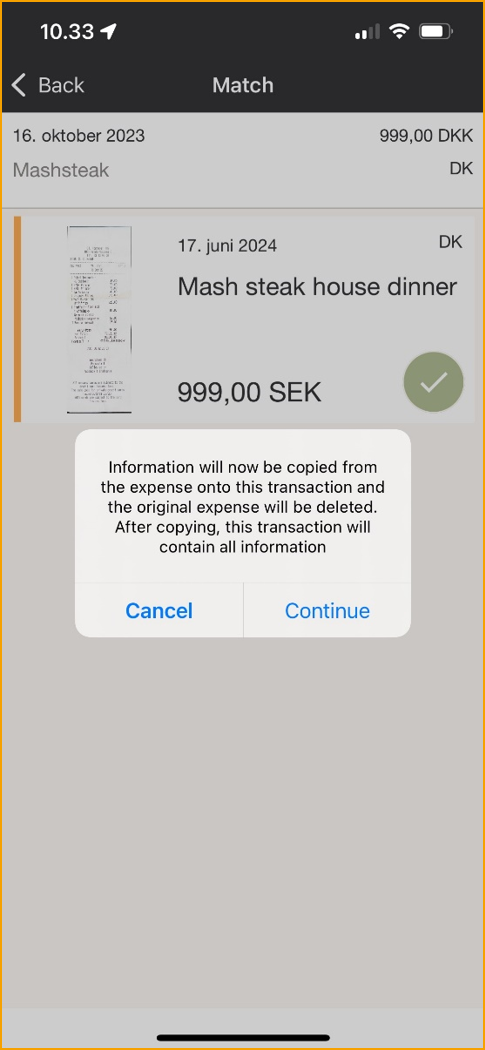 10.33
Back
Match
16. oktober 2023
999,00 DKK
Mashsteak
DK
17. juni 2024
DK
Mash steak house dinner
999,00 SEK
Information will now be copied from
the expense onto this transaction and
the original expense will be deleted.
After copying, this transaction will
contain all information
Cancel
Continue